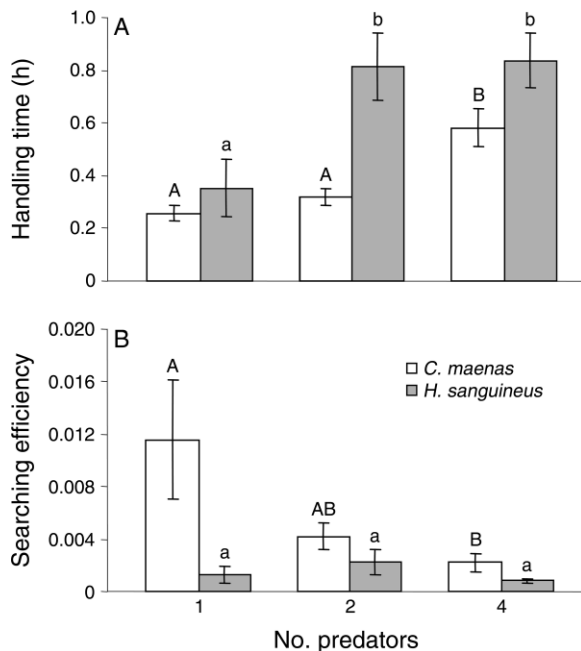 A
1.0
0.8
0.6
0.4
0.2
0
Handling time (h)
A a
A b
B b
B
0.020
0.016
0.012
0.008
0.004
0
Searching efficiency
C. maenas
H. sanguineus
A a
AB a
B a
1 2 4
No. predators